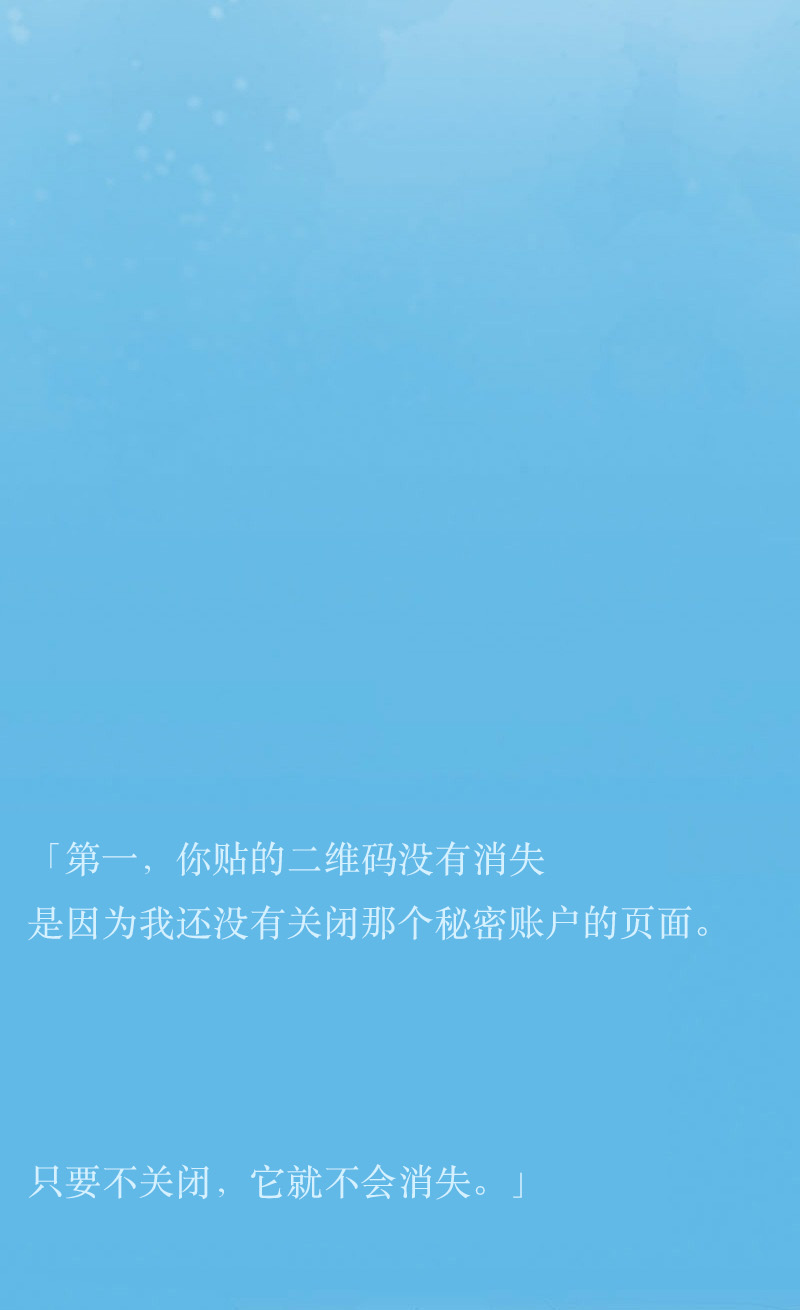 「第一，你贴的二维码没有消失
是因为我还没有关闭那个秘密账户的页面。
只要不关闭，它就不会消失。」